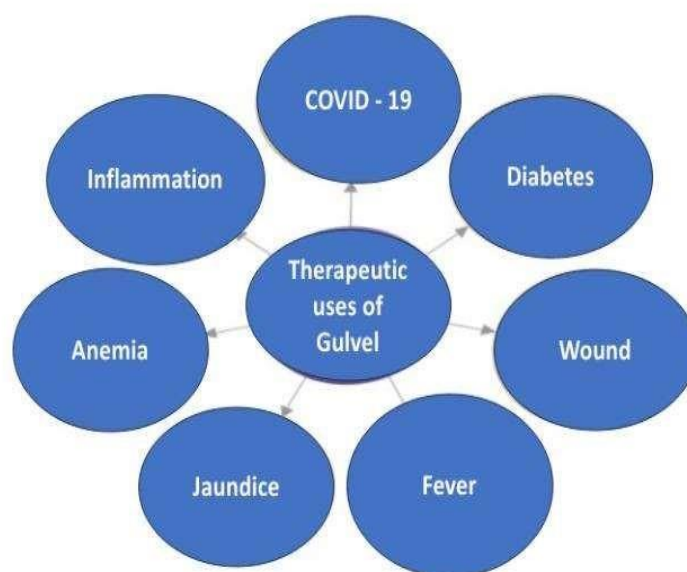 COVID - 19
Inflammation
Diabetes
Therapeutic
uses of
Gulvel
Anemia
Wound
Jaundice
Fever